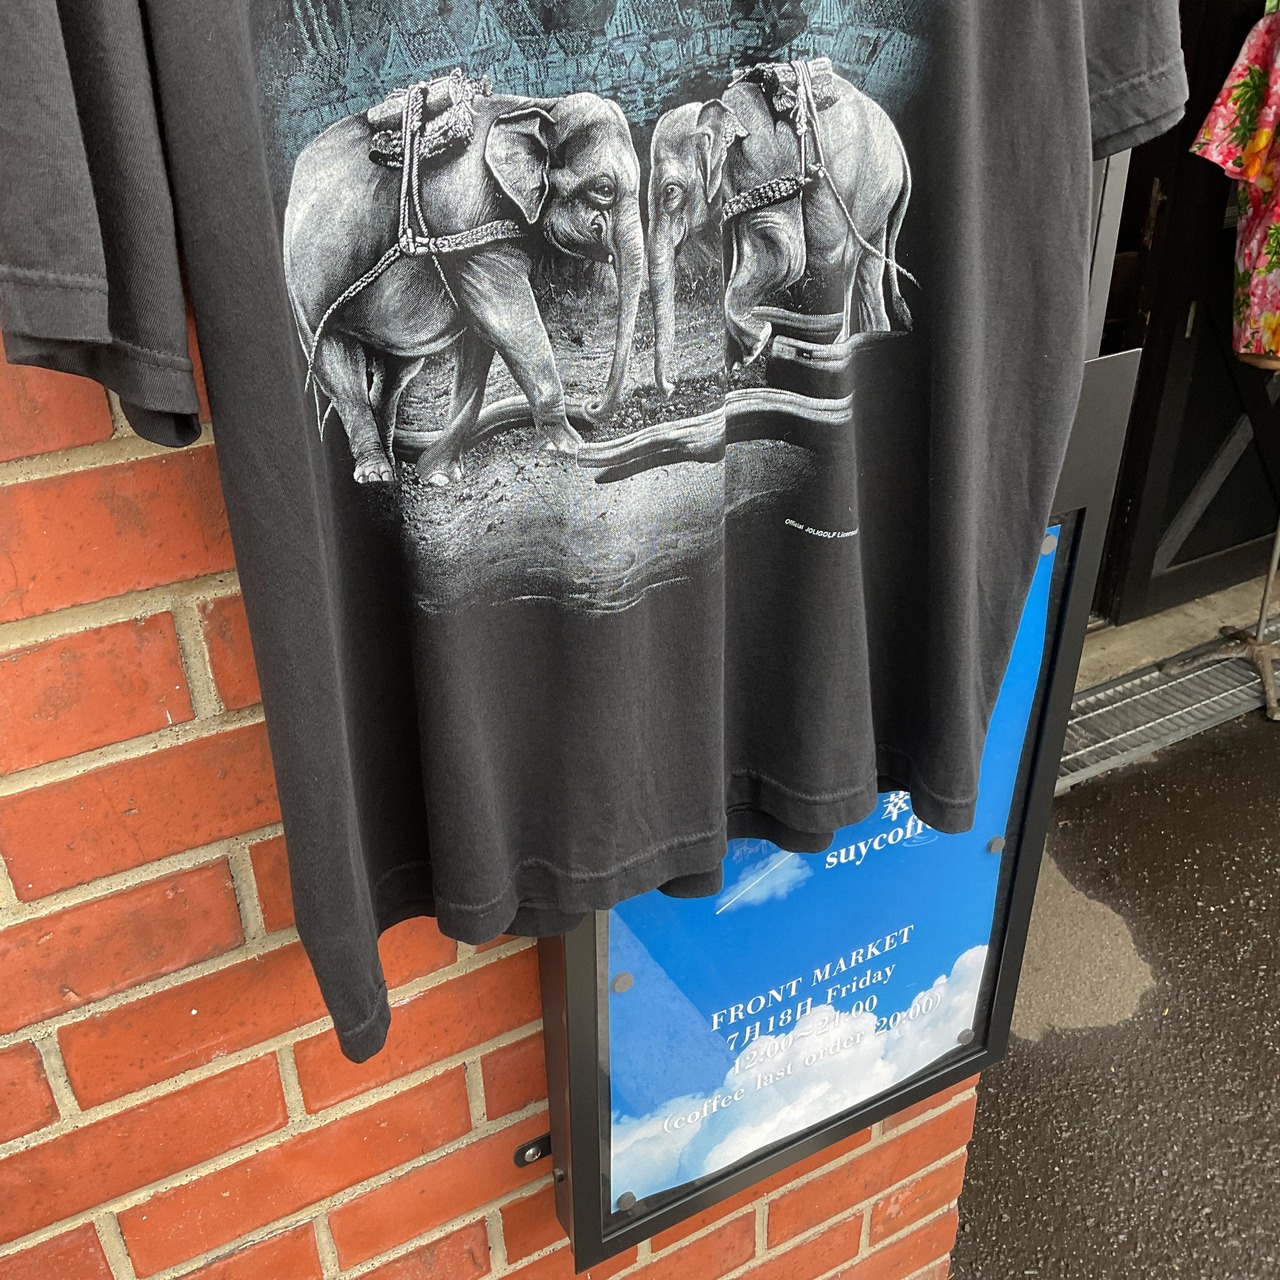 Official JOLIGOLF
suycoff
FRONT MARKET
7月18日 Friday
12:00~21:00
(coffee last order 20:00)